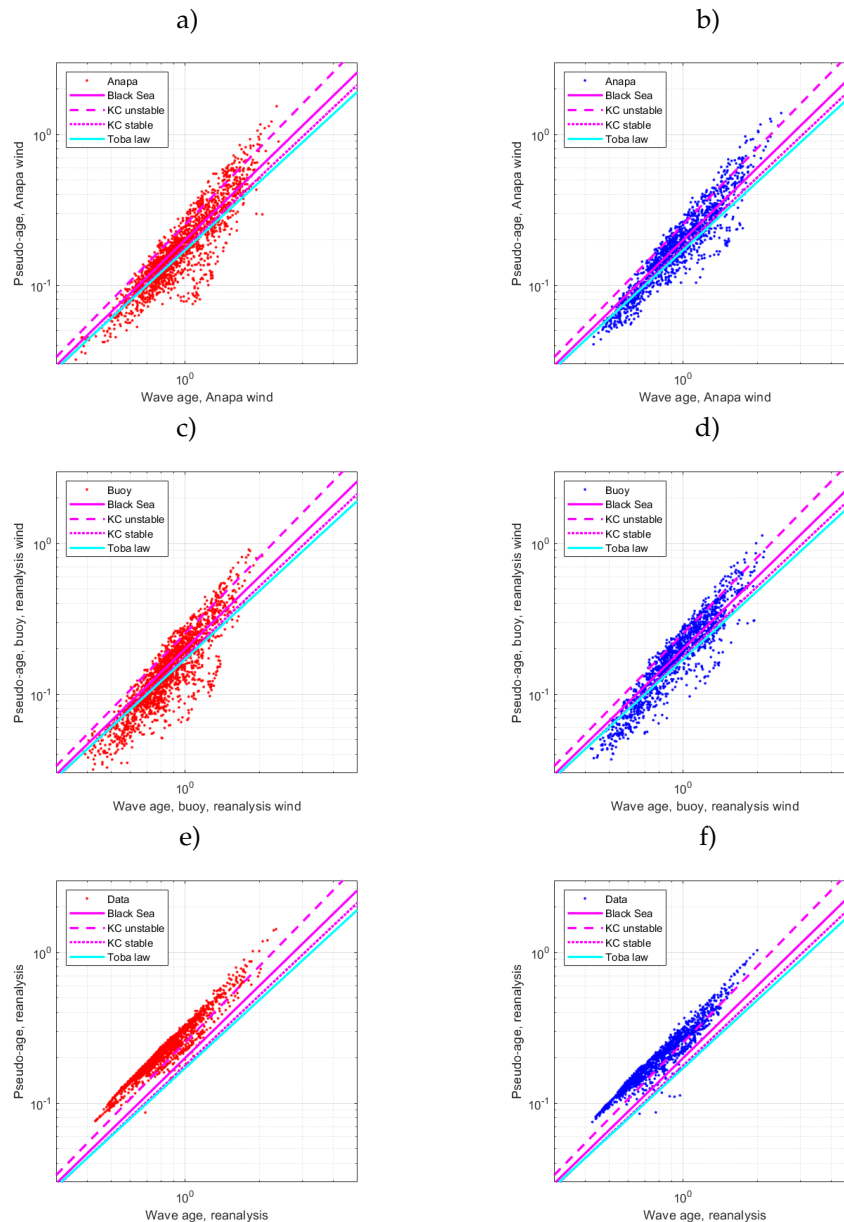 a)
Pseudo-age, Anapa wind
10⁰
10⁻¹
Anapa
Black Sea
KC unstable
KC stable
Toba law
10⁰
Wave age, Anapa wind
b)
Pseudo-age, Anapa wind
10⁰
10⁻¹
Anapa
Black Sea
KC unstable
KC stable
Toba law
10⁰
Wave age, Anapa wind
c)
Pseudo-age, buoy, reanalysis wind
10⁰
10⁻¹
Buoy
Black Sea
KC unstable
KC stable
Toba law
10⁰
Wave age, buoy, reanalysis wind
d)
Pseudo-age, buoy, reanalysis wind
10⁰
10⁻¹
Buoy
Black Sea
KC unstable
KC stable
Toba law
10⁰
Wave age, buoy, reanalysis wind
e)
Pseudo-age, reanalysis
10⁰
10⁻¹
Data
Black Sea
KC unstable
KC stable
Toba law
10⁰
Wave age, reanalysis
f)
Pseudo-age, reanalysis
10⁰
10⁻¹
Data
Black Sea
KC unstable
KC stable
Toba law
10⁰
Wave age, reanalysis